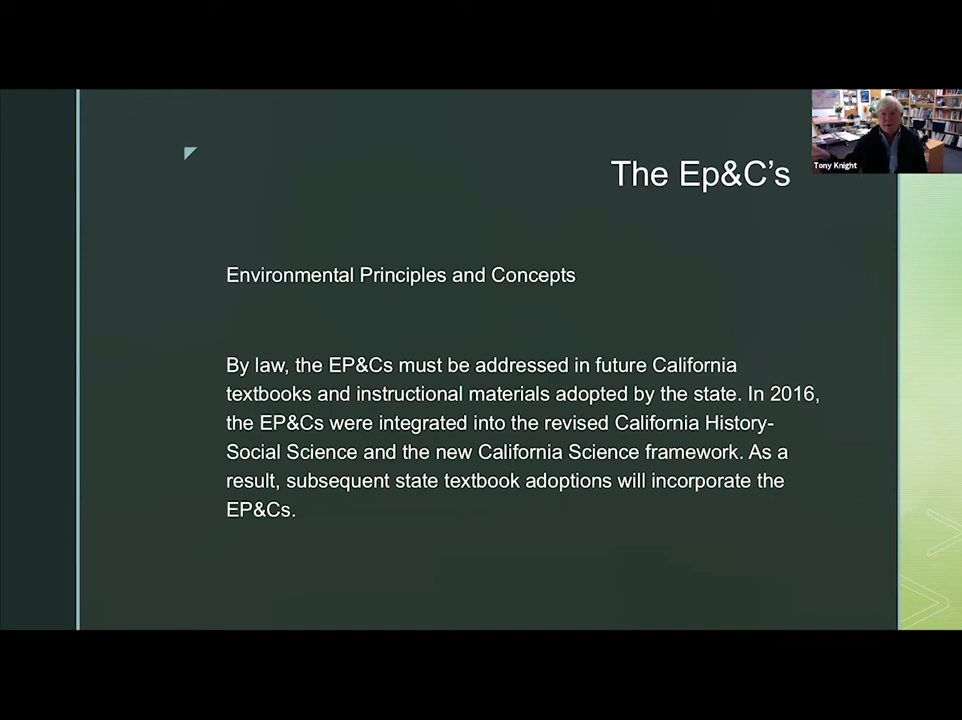 Tony Knight
The Ep&C's
Environmental Principles and Concepts
By law, the EP&Cs must be addressed in future California
textbooks and instructional materials adopted by the state. In 2016,
the EP&Cs were integrated into the revised California History-
Social Science and the new California Science framework. As a
result, subsequent state textbook adoptions will incorporate the
EP&Cs.